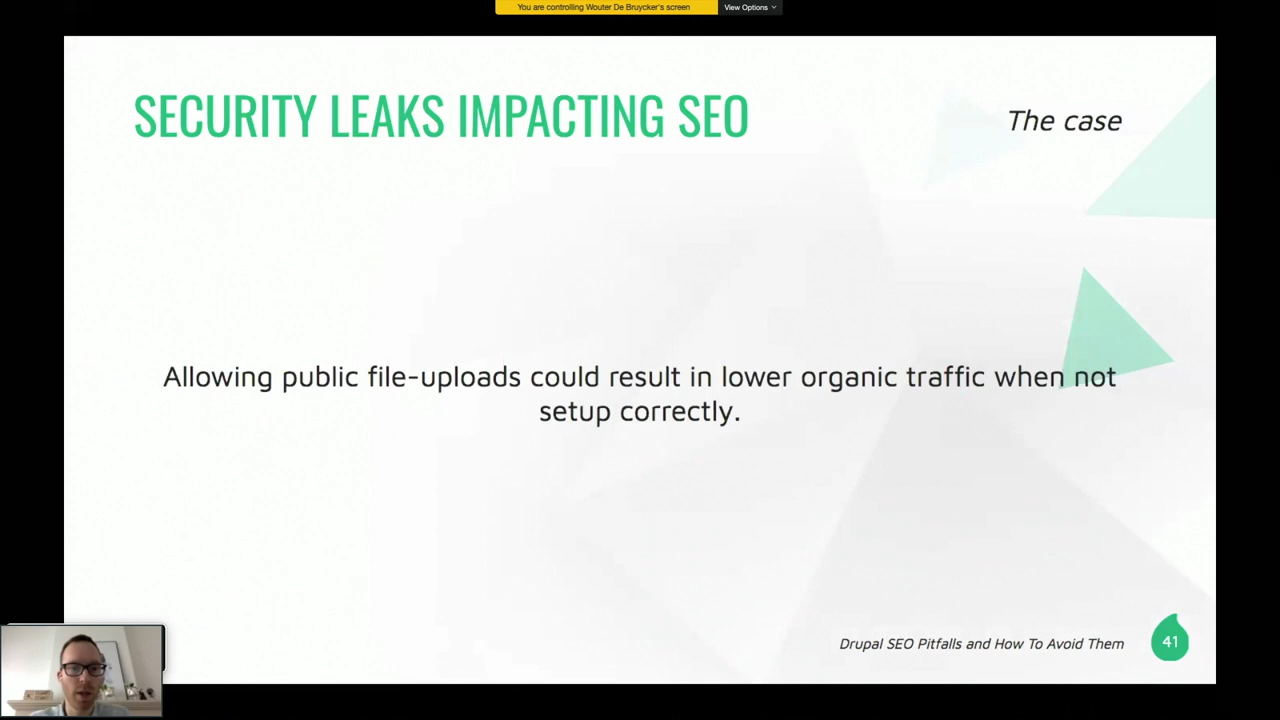 You are controlling Wouter De Bruycker's screen
View Options
SECURITY LEAKS IMPACTING SEO
The case
Allowing public file-uploads could result in lower organic traffic when not
setup correctly.
Drupal SEO Pitfalls and How To Avoid Them
41